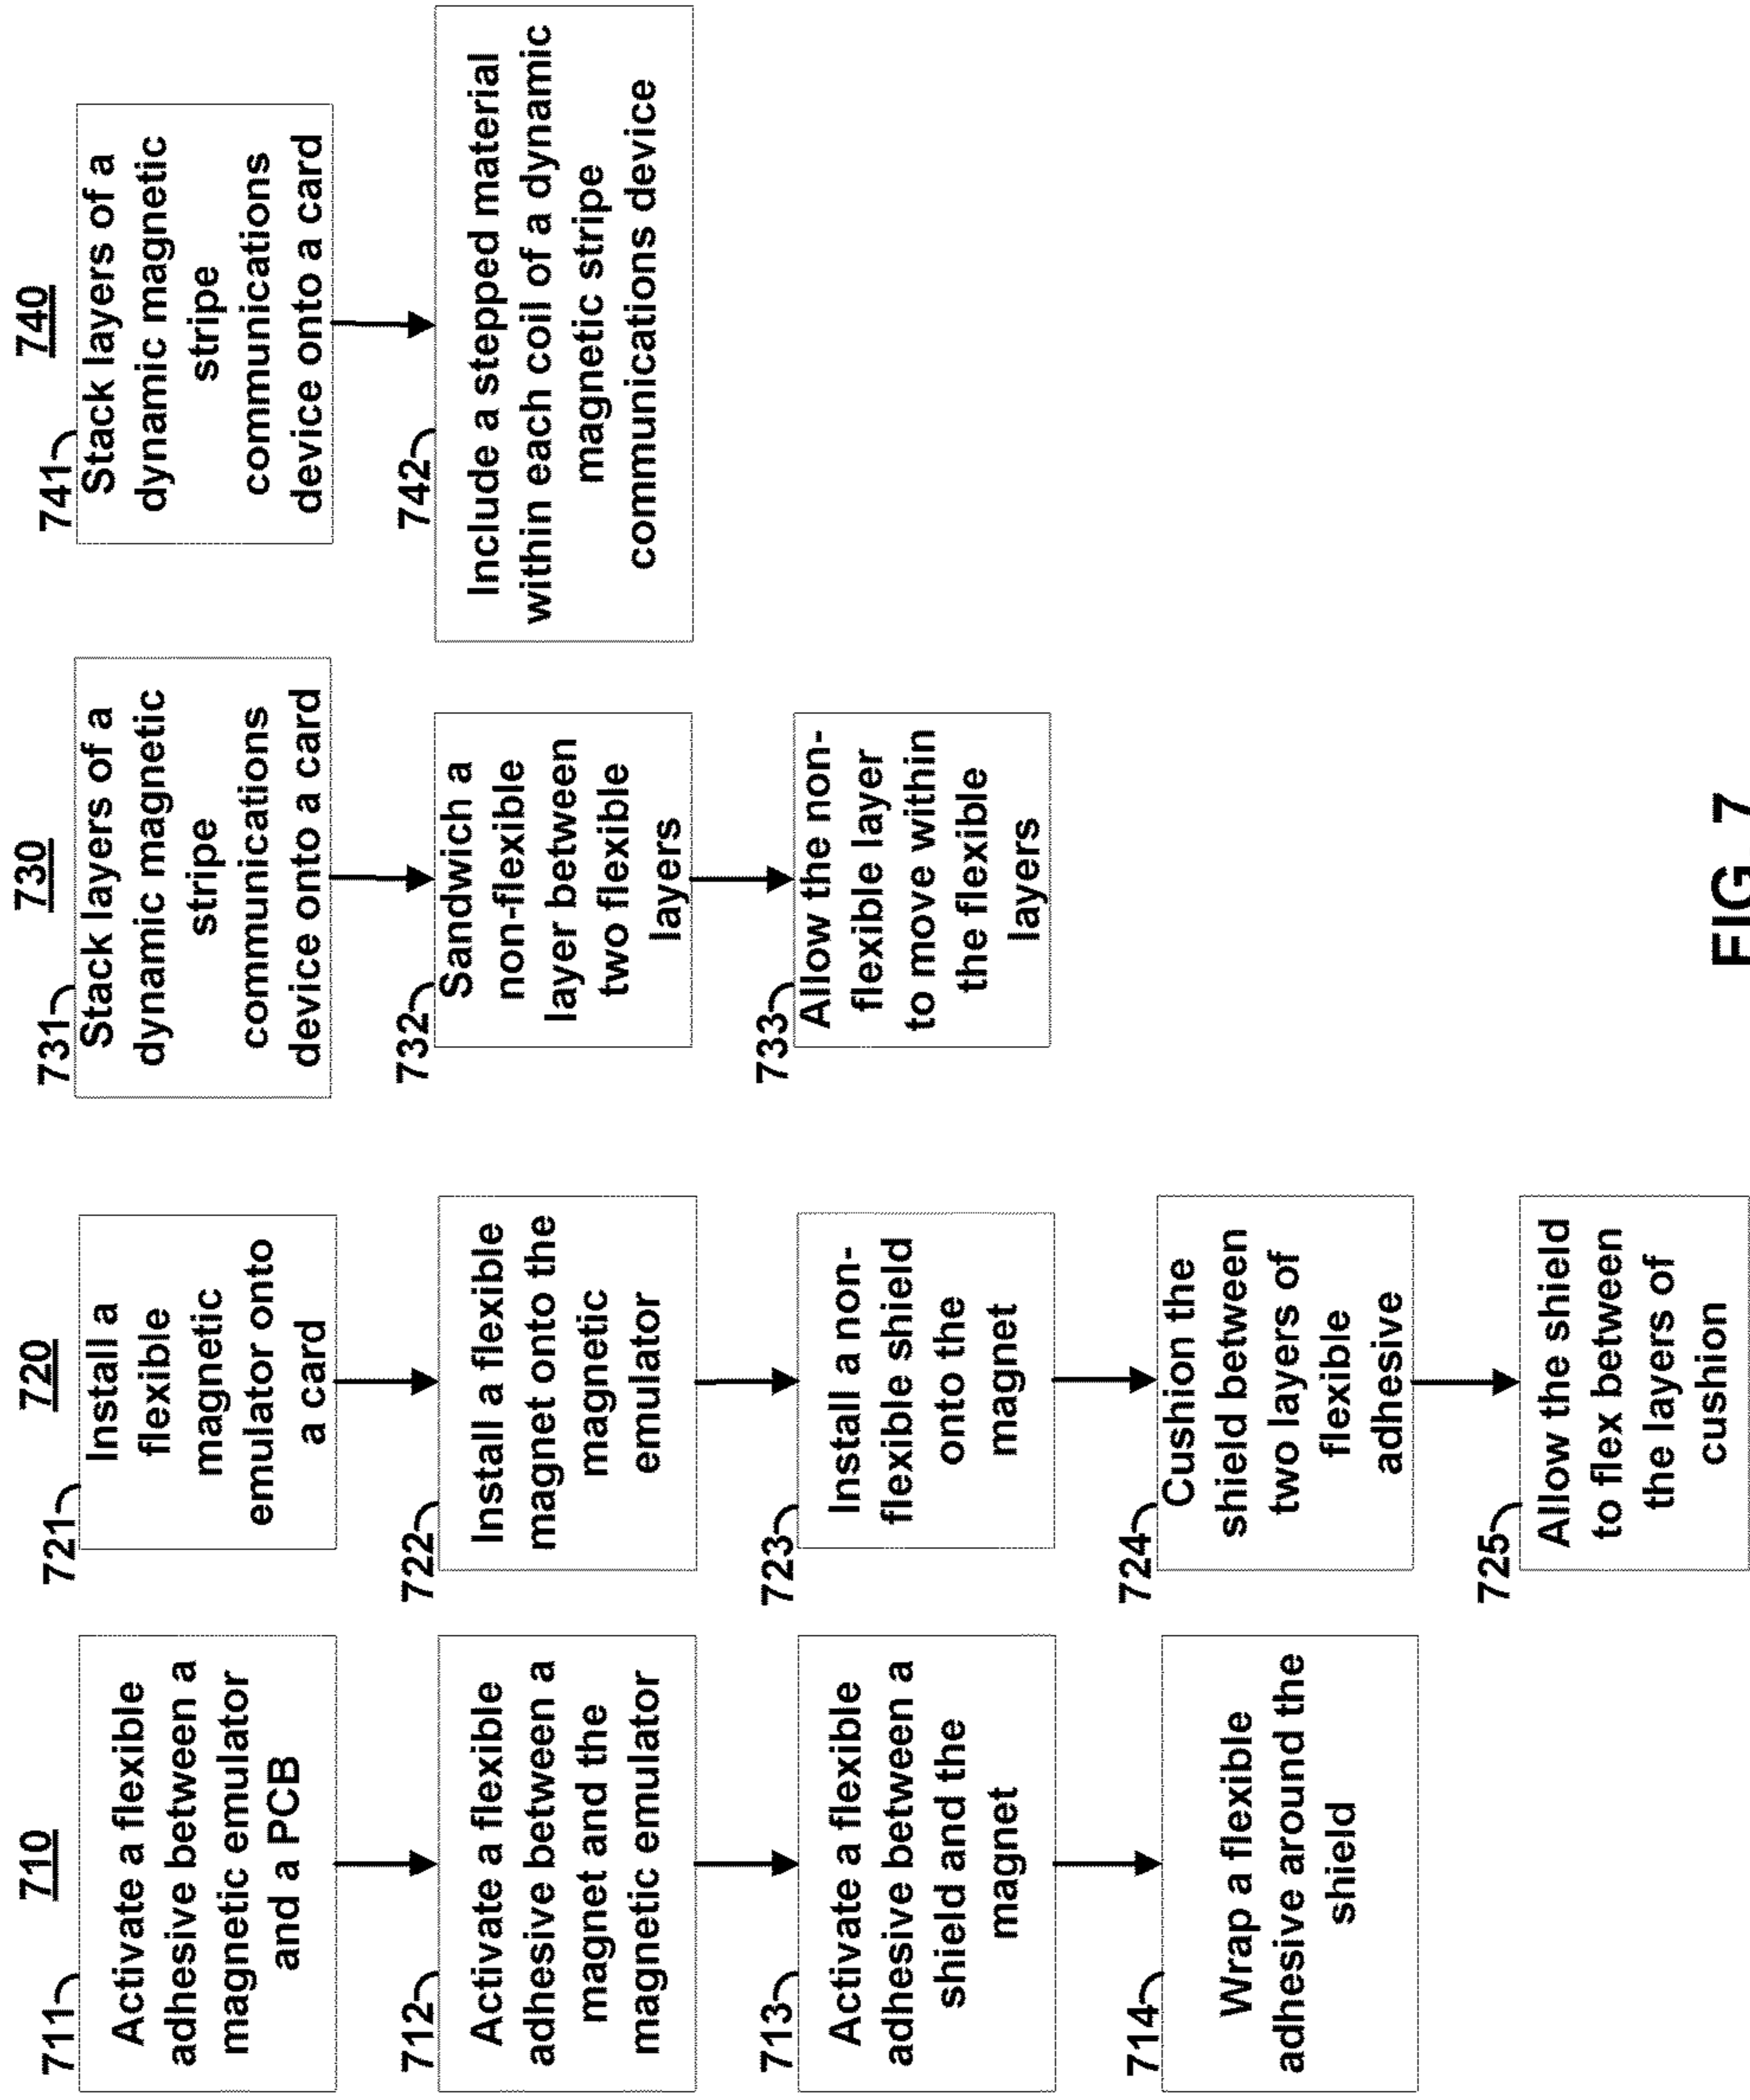 710
711
Activate a flexible
adhesive between a
magnetic emulator
and a PCB
712
Activate a flexible
adhesive between a
magnet and the
magnetic emulator
713
Activate a flexible
adhesive between a
shield and the
magnet
714
Wrap a flexible
adhesive around the
shield
720
721
Install a
flexible
magnetic
emulator onto
a card
722
Install a flexible
magnet onto the
magnetic
emulator
723
Install a non-
flexible shield
onto the
magnet
724
Cushion the
shield between
two layers of
flexible
adhesive
725
Allow the shield
to flex between
the layers of
cushion
730
731
Stack layers of a
dynamic magnetic
stripe
communications
device onto a card
732
Sandwich a
non-flexible
layer between
two flexible
layers
733
Allow the non-
flexible layer
to move within
the flexible
layers
740
741
Stack layers of a
dynamic magnetic
stripe
communications
device onto a card
742
Include a stepped material
within each coil of a dynamic
magnetic stripe
communications device
FIG. 7